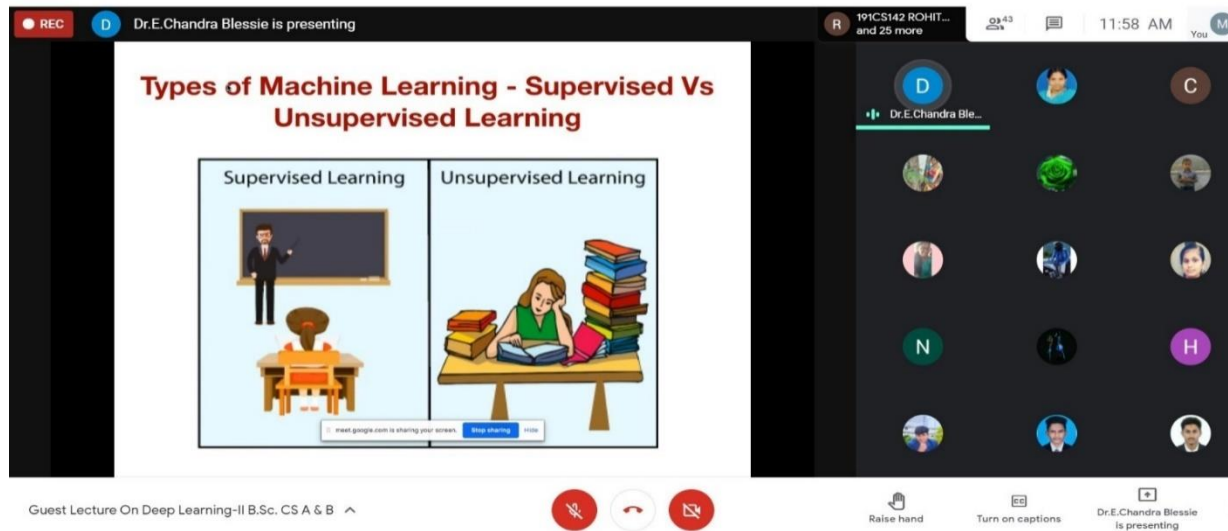 REC
D
Dr.E.Chandra Blessie is presenting
R
191CS142 ROHIT...
and 25 more
43
11:58 AM
You
M
Types of Machine Learning - Supervised Vs
Unsupervised Learning
Supervised Learning
Unsupervised Learning
meet.google.com is sharing your screen.
Stop sharing
Hide
D
C
Dr.E.Chandra Ble...
N
H
Guest Lecture On Deep Learning-II B.Sc. CS A & B
Raise hand
CC
Turn on captions
Dr.E.Chandra Blessie
is presenting